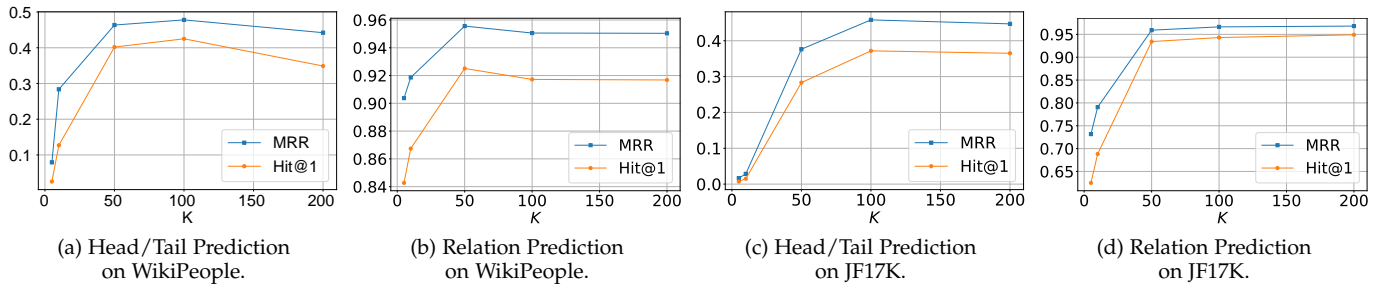 0.5
0.4
0.3
0.2
0.1
0 50 100 150 200
K
MRR
Hit@1
(a) Head/Tail Prediction
on WikiPeople.
0.96
0.94
0.92
0.90
0.88
0.86
0.84
0 50 100 150 200
K
MRR
Hit@1
(b) Relation Prediction
on WikiPeople.
0.4
0.3
0.2
0.1
0.0
0 50 100 150 200
K
MRR
Hit@1
(c) Head/Tail Prediction
on JF17K.
0.95
0.90
0.85
0.80
0.75
0.70
0.65
0 50 100 150 200
K
MRR
Hit@1
(d) Relation Prediction
on JF17K.